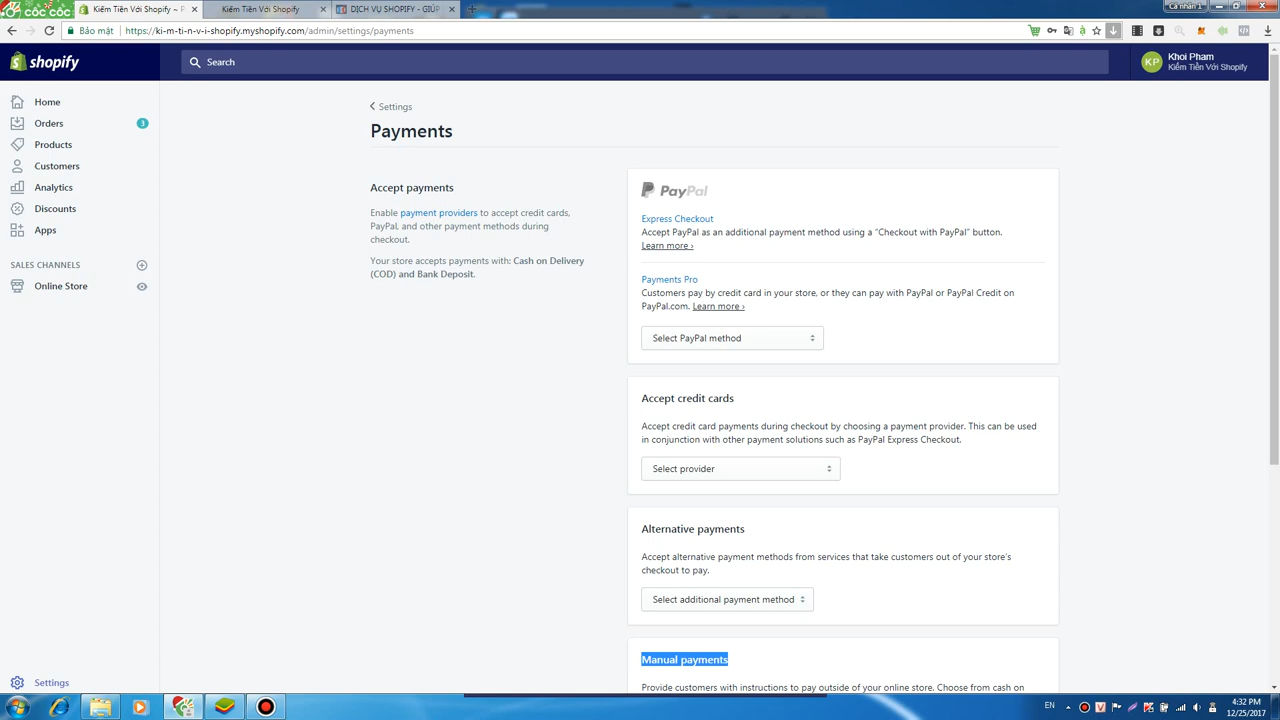 CỐC CỐC
Kiếm Tiền Với Shopify ~ P
Kiếm Tiền Với Shopify
DỊCH VỤ SHOPIFY - GIÚP
Cá nhân 1
Bảo mật
https://ki-m-ti-n-v-i-shopify.myshopify.com/admin/settings/payments
shopify
Search
KP
Khoi Pham
Kiếm Tiền Với Shopify
Home
Orders
3
Products
Customers
Analytics
Discounts
Apps
SALES CHANNELS
Online Store
Settings
Settings
Payments
Accept payments
Enable payment providers to accept credit cards,
PayPal, and other payment methods during
checkout.
Your store accepts payments with: Cash on Delivery
(COD) and Bank Deposit.
PayPal
Express Checkout
Accept PayPal as an additional payment method using a “Checkout with PayPal” button.
Learn more ›
Payments Pro
Customers pay by credit card in your store, or they can pay with PayPal or PayPal Credit on
PayPal.com. Learn more ›
Select PayPal method
Accept credit cards
Accept credit card payments during checkout by choosing a payment provider. This can be used
in conjunction with other payment solutions such as PayPal Express Checkout.
Select provider
Alternative payments
Accept alternative payment methods from services that take customers out of your store’s
checkout to pay.
Select additional payment method
Manual payments
Provide customers with instructions to pay outside of your online store. Choose from cash on
EN
4:32 PM
12/25/2017